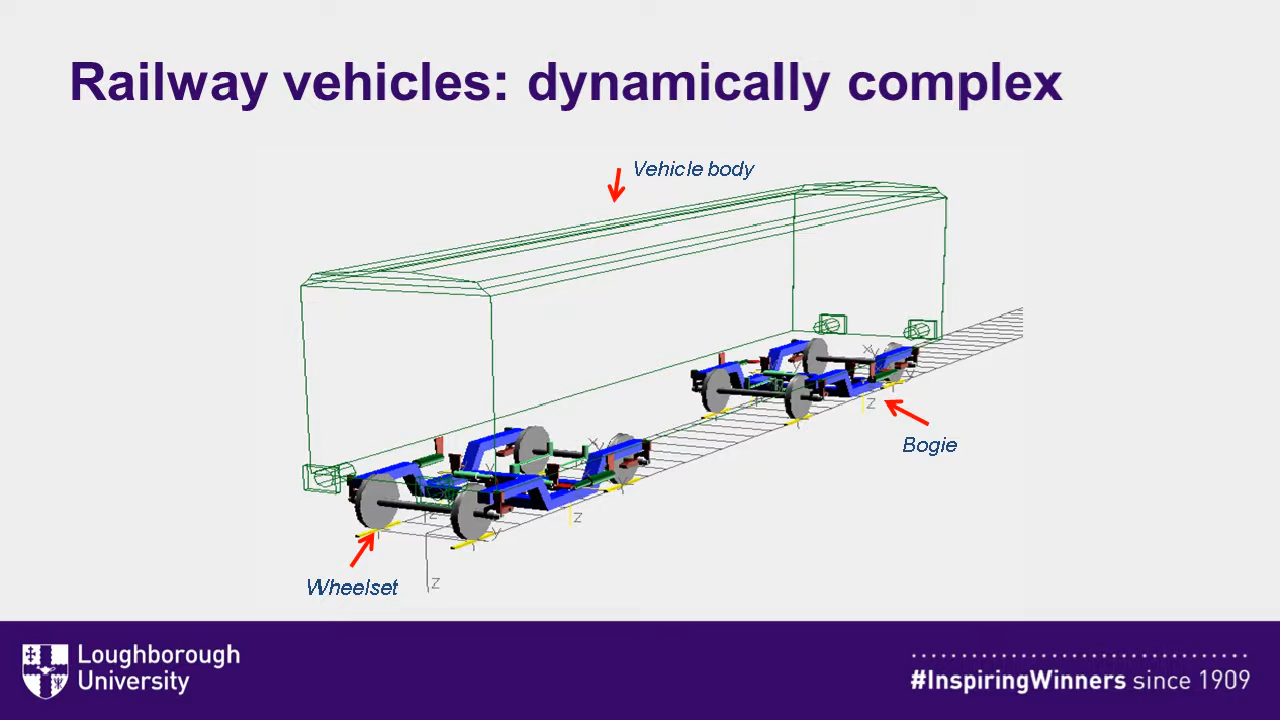 Railway vehicles: dynamically complex
Vehicle body
Bogie
Wheelset
X
Y
Z
Y
Z
Z
Y
Z
Loughborough
University
#InspiringWinners since 1909